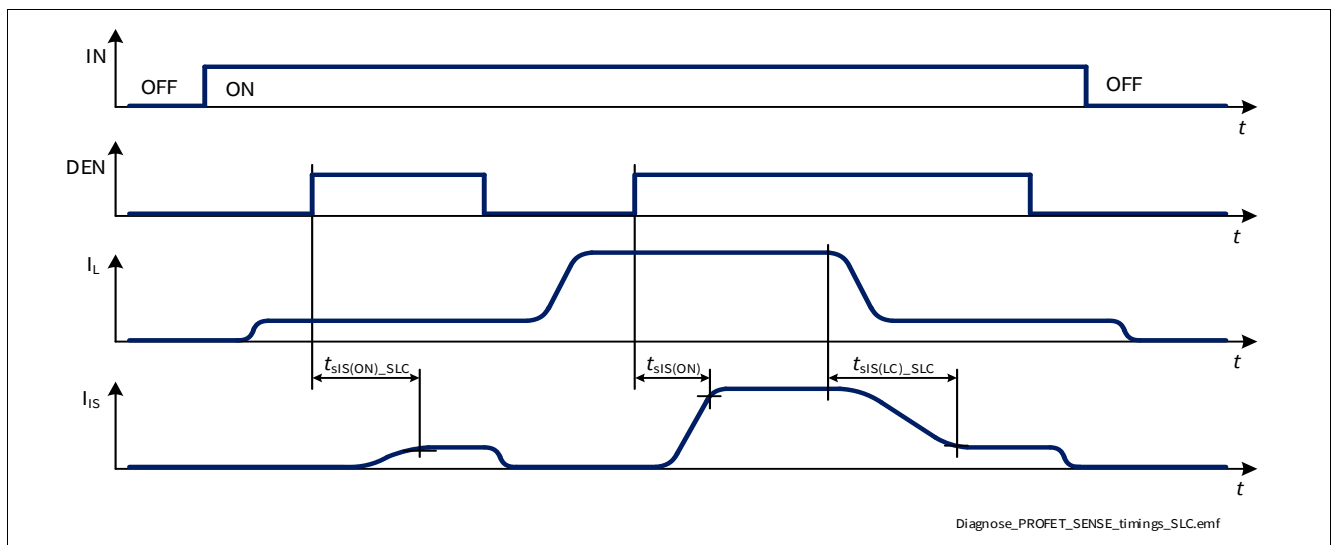 IN
OFF
ON
OFF
t
DEN
t
IL
t
tsIS(ON)_SLC
tsIS(ON)
tsIS(LC)_SLC
IIS
t
Diagnose_PROFET_SENSE_timings_SLC.emf